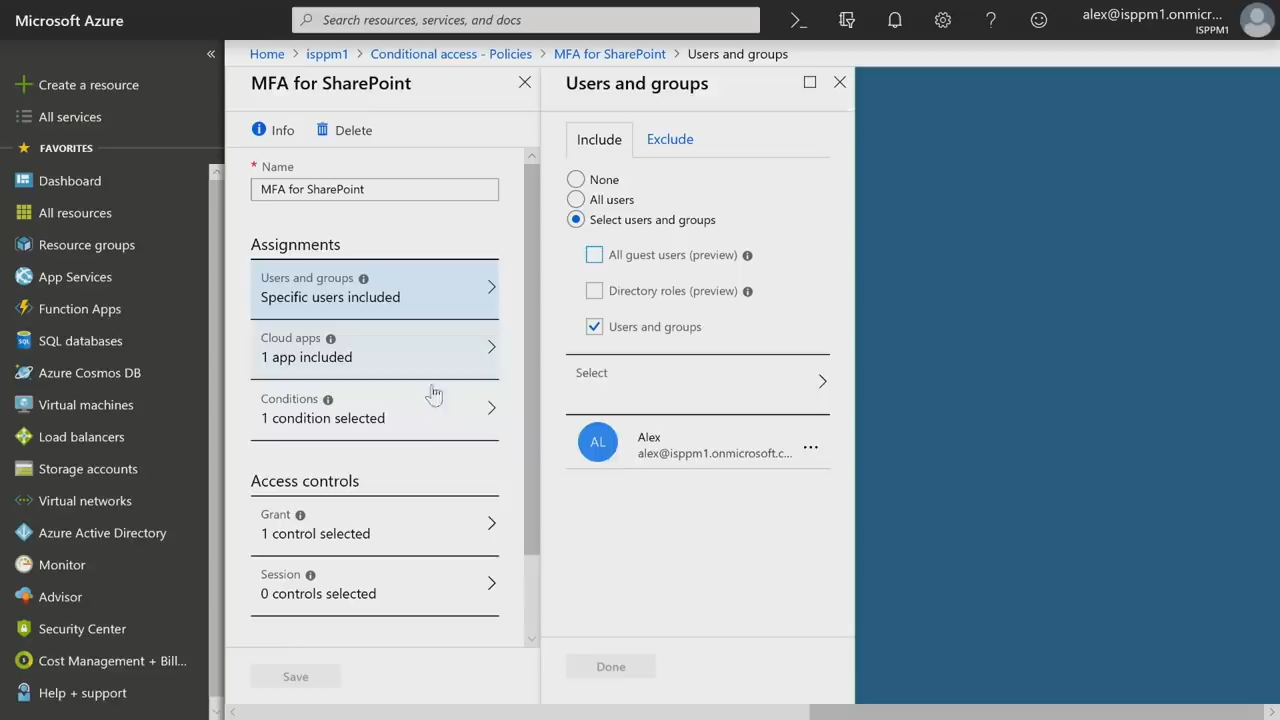 Microsoft Azure
Search resources, services, and docs
alex@isppm1.onmicr...
ISPPM1
Home > isppm1 > Conditional access - Policies > MFA for SharePoint > Users and groups
«
Create a resource
All services
FAVORITES
Dashboard
All resources
Resource groups
App Services
Function Apps
SQL databases
Azure Cosmos DB
Virtual machines
Load balancers
Storage accounts
Virtual networks
Azure Active Directory
Monitor
Advisor
Security Center
Cost Management + Bill...
Help + support
MFA for SharePoint
Info
Delete
* Name
MFA for SharePoint
Assignments
Users and groups
Specific users included
Cloud apps
1 app included
Conditions
1 condition selected
Access controls
Grant
1 control selected
Session
0 controls selected
Save
Users and groups
Include
Exclude
None
All users
Select users and groups
All guest users (preview)
Directory roles (preview)
Users and groups
Select
AL
Alex
alex@isppm1.onmicrosoft.c...
Done